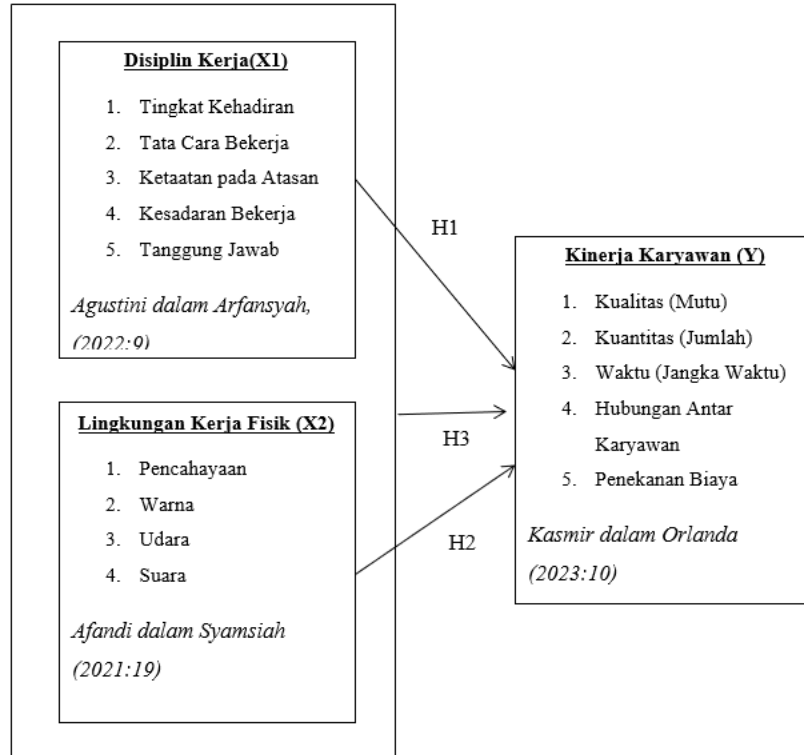 Disiplin Kerja(X1)
1. Tingkat Kehadiran
2. Tata Cara Bekerja
3. Ketaatan pada Atasan
4. Kesadaran Bekerja
5. Tanggung Jawab
Agustini dalam Arfansyah,
(2022:9)
Lingkungan Kerja Fisik (X2)
1. Pencahayaan
2. Warna
3. Udara
4. Suara
Afandi dalam Syamsiah
(2021:19)
H1
H3
H2
Kinerja Karyawan (Y)
1. Kualitas (Mutu)
2. Kuantitas (Jumlah)
3. Waktu (Jangka Waktu)
4. Hubungan Antar
Karyawan
5. Penekanan Biaya
Kasmir dalam Orlanda
(2023:10)